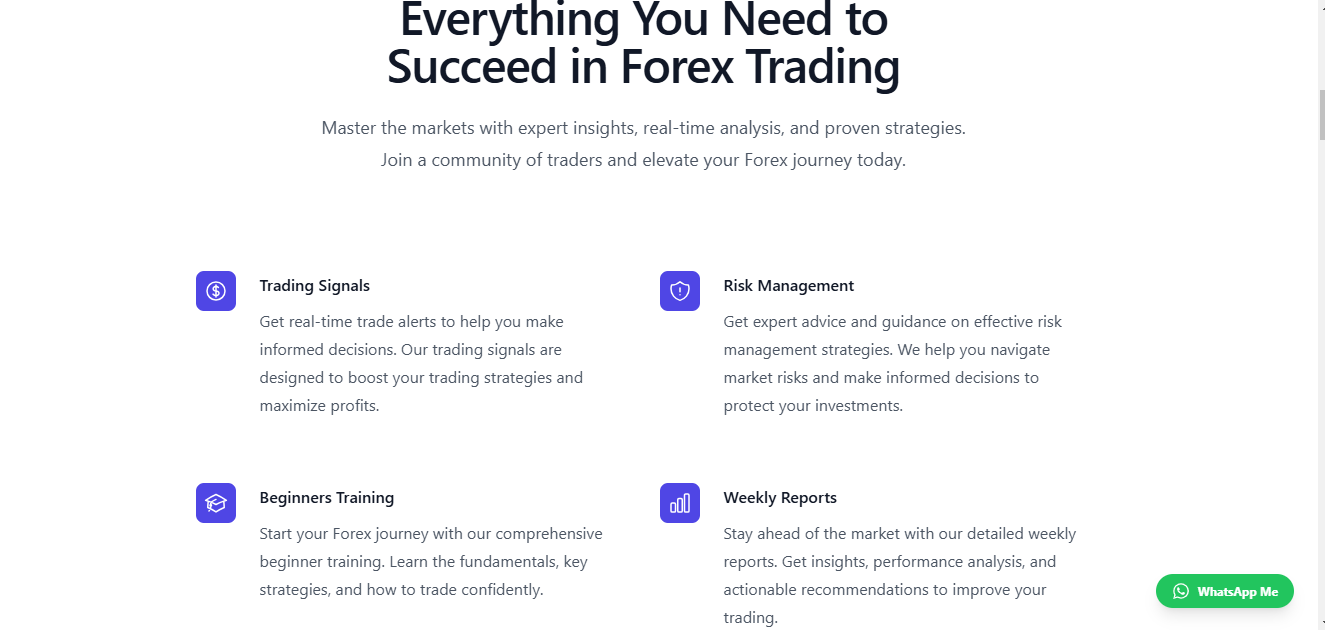 Everything You Need to
Succeed in Forex Trading
Master the markets with expert insights, real-time analysis, and proven strategies.
Join a community of traders and elevate your Forex journey today.
Trading Signals
Get real-time trade alerts to help you make
informed decisions. Our trading signals are
designed to boost your trading strategies and
maximize profits.
Risk Management
Get expert advice and guidance on effective risk
management strategies. We help you navigate
market risks and make informed decisions to
protect your investments.
Beginners Training
Start your Forex journey with our comprehensive
beginner training. Learn the fundamentals, key
strategies, and how to trade confidently.
Weekly Reports
Stay ahead of the market with our detailed weekly
reports. Get insights, performance analysis, and
actionable recommendations to improve your
trading.
WhatsApp Me